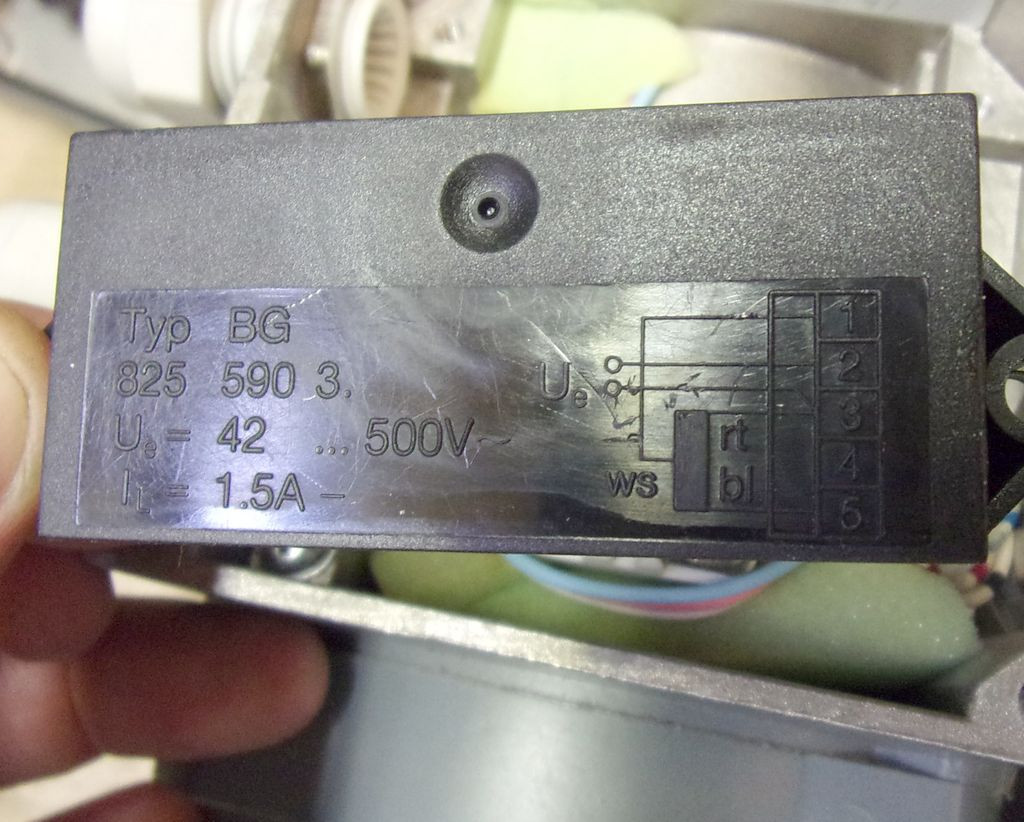 Typ BG
825 590 3.
Ue = 42 ... 500V~
IL = 1.5A –
Ue
ws
rt
bl
1
2
3
4
5